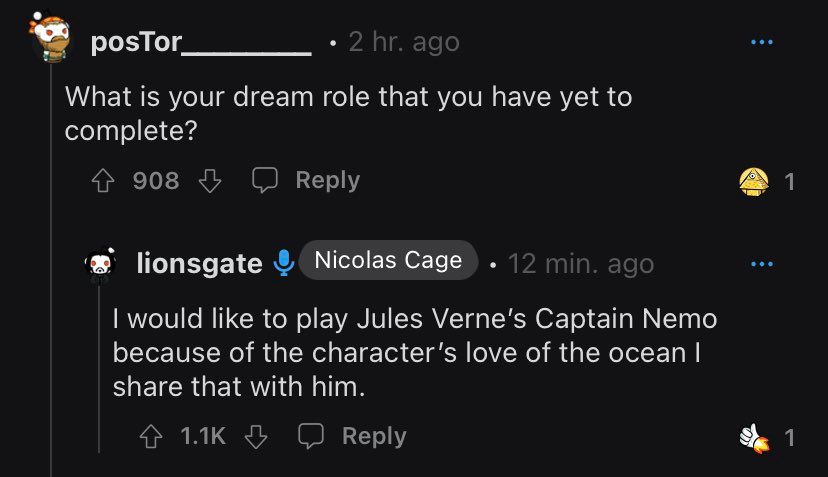 posTor_________ • 2 hr. ago
What is your dream role that you have yet to
complete?
908 Reply 1
lionsgate Nicolas Cage • 12 min. ago
I would like to play Jules Verne’s Captain Nemo
because of the character’s love of the ocean I
share that with him.
1.1K Reply 1